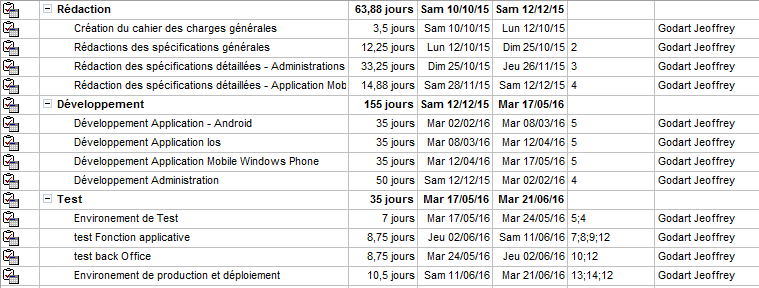 Rédaction 63,88 jours Sam 10/10/15 Sam 12/12/15
Création du cahier des charges générales 3,5 jours Sam 10/10/15 Lun 12/10/15 Godart Jeoffrey
Rédactions des spécifications générales 12,25 jours Lun 12/10/15 Dim 25/10/15 2 Godart Jeoffrey
Rédactions des spécifications détaillées - Administrations 33,25 jours Dim 25/10/15 Jeu 26/11/15 3 Godart Jeoffrey
Rédaction des spécifications détaillées - Application Mob 14,88 jours Sam 28/11/15 Sam 12/12/15 4 Godart Jeoffrey
Développement 155 jours Sam 12/12/15 Mar 17/05/16
Développement Application - Android 35 jours Mar 02/02/16 Mar 08/03/16 5 Godart Jeoffrey
Développement Application Ios 35 jours Mar 08/03/16 Mar 12/04/16 5 Godart Jeoffrey
Développement Application Mobile Windows Phone 35 jours Mar 12/04/16 Mar 17/05/16 5 Godart Jeoffrey
Développement Administration 50 jours Sam 12/12/15 Mar 02/02/16 4 Godart Jeoffrey
Test 35 jours Mar 17/05/16 Mar 21/06/16
Environement de Test 7 jours Mar 17/05/16 Mar 24/05/16 5;4 Godart Jeoffrey
test Fonction applicative 8,75 jours Jeu 02/06/16 Sam 11/06/16 7;8;9;12 Godart Jeoffrey
test back Office 8,75 jours Mar 24/05/16 Jeu 02/06/16 10;12 Godart Jeoffrey
Environement de production et déploiement 10,5 jours Sam 11/06/16 Mar 21/06/16 13;14;12 Godart Jeoffrey